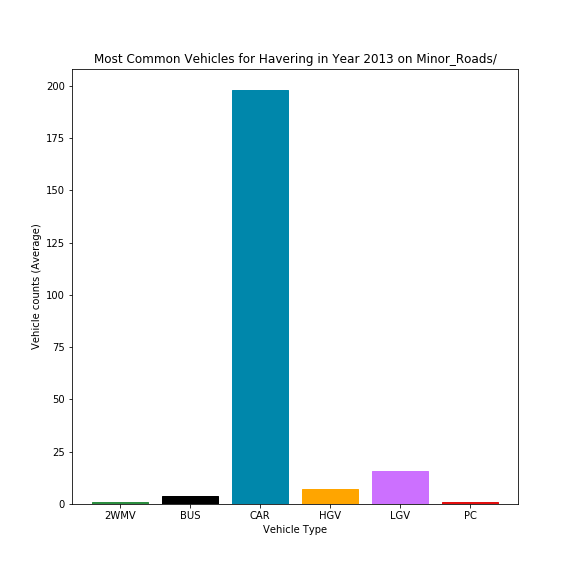 Most Common Vehicles for Havering in Year 2013 on Minor_Roads/
200
175
150
125
100
75
50
25
0
Vehicle counts (Average)
2WMV BUS CAR HGV LGV PC
Vehicle Type